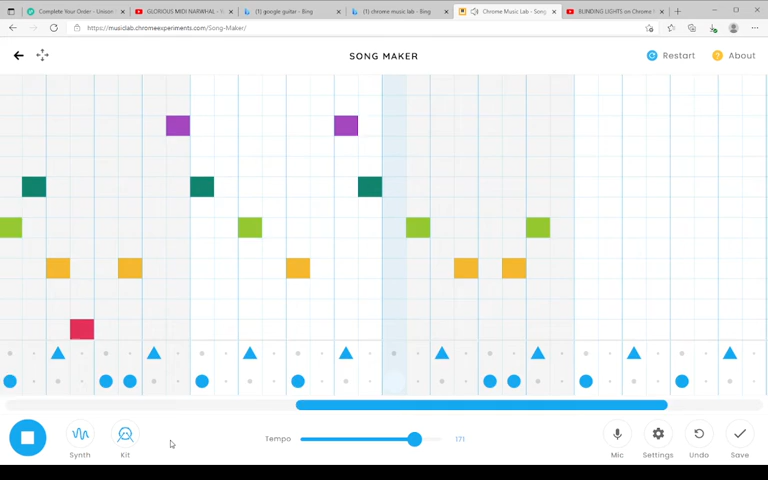 Complete Your Order - Unison
GLORIOUS MIDI NARWHAL -
(1) google guitar - Bing
(1) chrome music lab - Bing
Chrome Music Lab - Song
BLINDING LIGHTS on Chrome
https://musiclab.chromeexperiments.com/Song-Maker/
SONG MAKER
Restart
? About
Tempo
171
Synth
Kit
Mic
Settings
Undo
Save